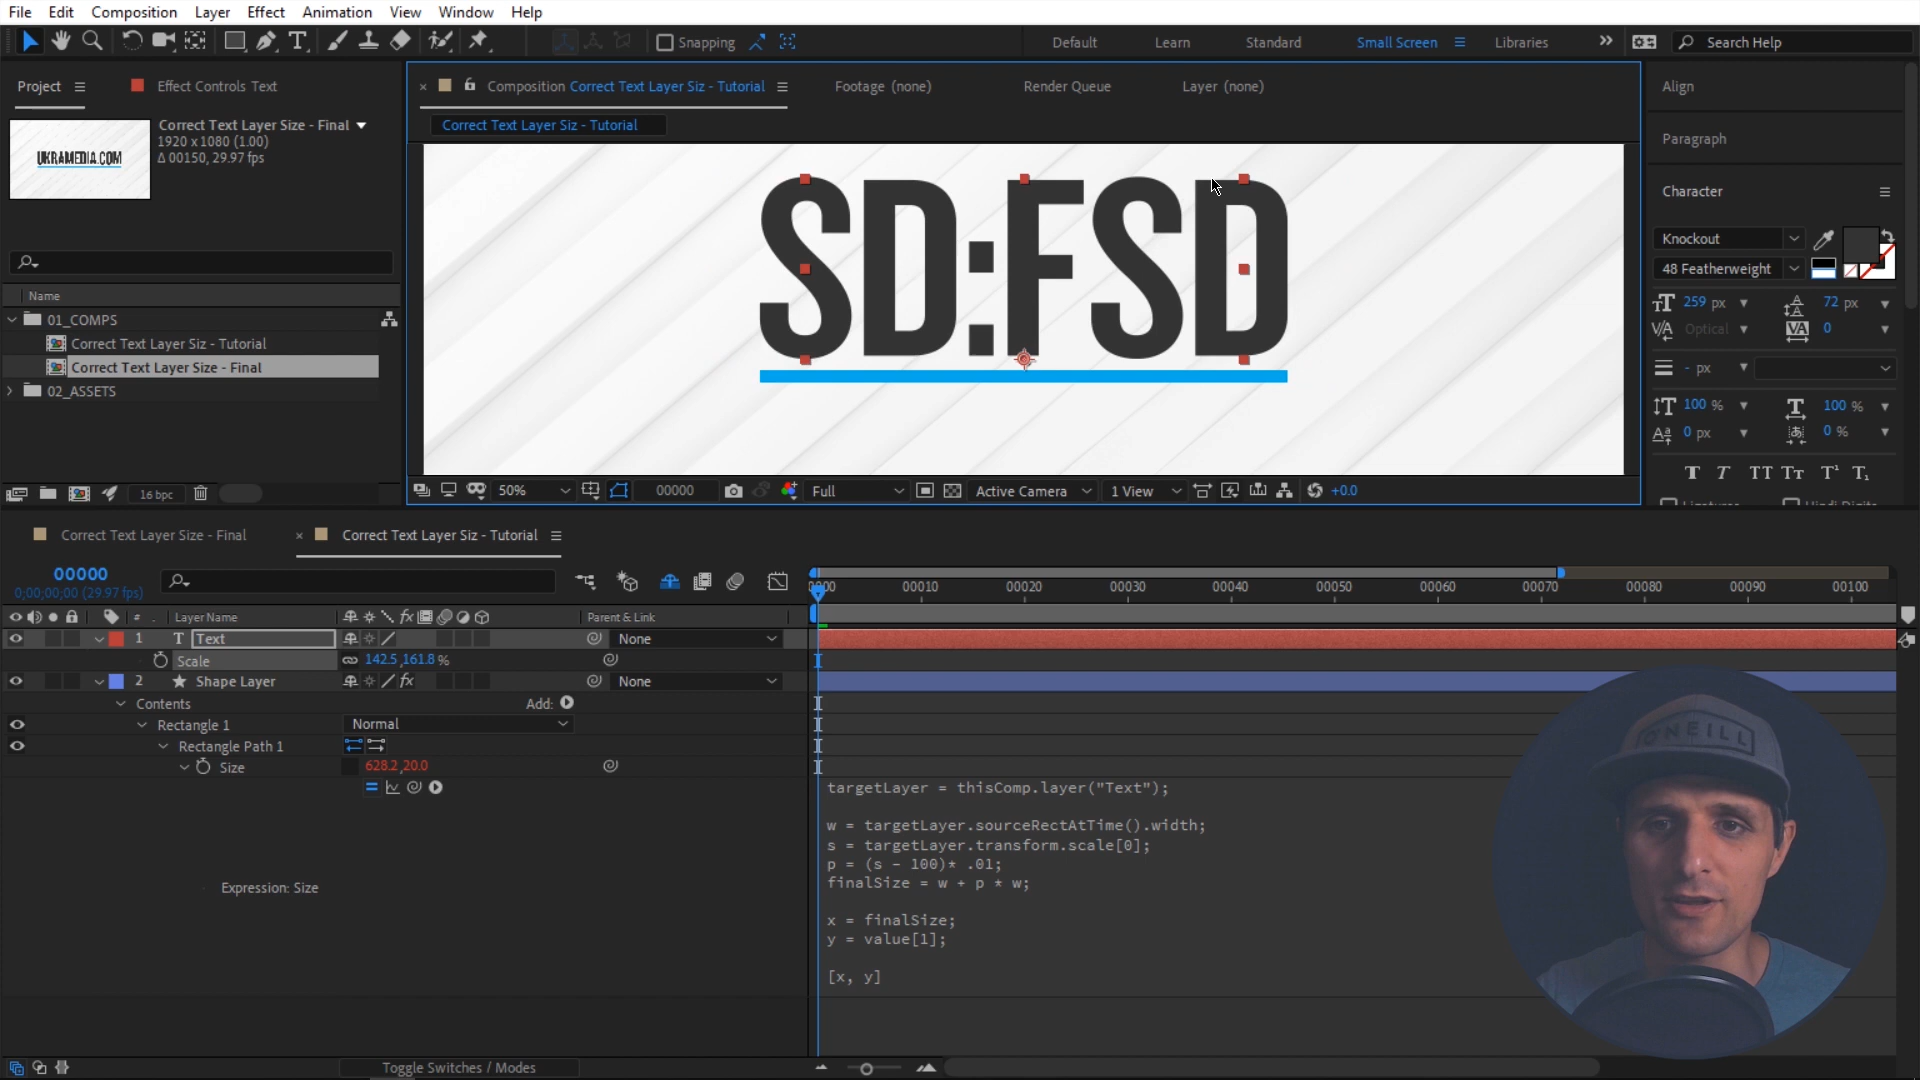 File Edit Composition Layer Effect Animation View Window Help
Snapping Default Learn Standard Small Screen Libraries Search Help
Project Effect Controls Text
Correct Text Layer Size - Final
1920 x 1080 (1.00)
Δ 00150, 29.97 fps
UKRAMEDIA.COM
Name
01_COMPS
Correct Text Layer Siz - Tutorial
Correct Text Layer Size - Final
02_ASSETS
16 bpc
Composition Correct Text Layer Siz - Tutorial Footage (none) Render Queue Layer (none)
Correct Text Layer Siz - Tutorial
SD:FSD
50% 00000 Full Active Camera 1 View +0.0
Align
Paragraph
Character
Knockout
48 Featherweight
259 px 72 px
Optical 0
- px
100 % 100 %
0 px 0 %
Correct Text Layer Size - Final Correct Text Layer Siz - Tutorial
00000
0;00;00;00 (29.97 fps)
00010 00020 00030 00040 00050 00060 00070 00080 00090 00100
# Layer Name Parent & Link
1 T Text None
Scale 142.5,161.8 %
2 Shape Layer None
Contents Add:
Rectangle 1 Normal
Rectangle Path 1
Size 628.2,20.0
Expression: Size
targetLayer = thisComp.layer("Text");
w = targetLayer.sourceRectAtTime().width;
s = targetLayer.transform.scale[0];
p = (s - 100)* .01;
finalSize = w + p * w;
x = finalSize;
y = value[1];
[x, y]
O'NEILL
Toggle Switches / Modes